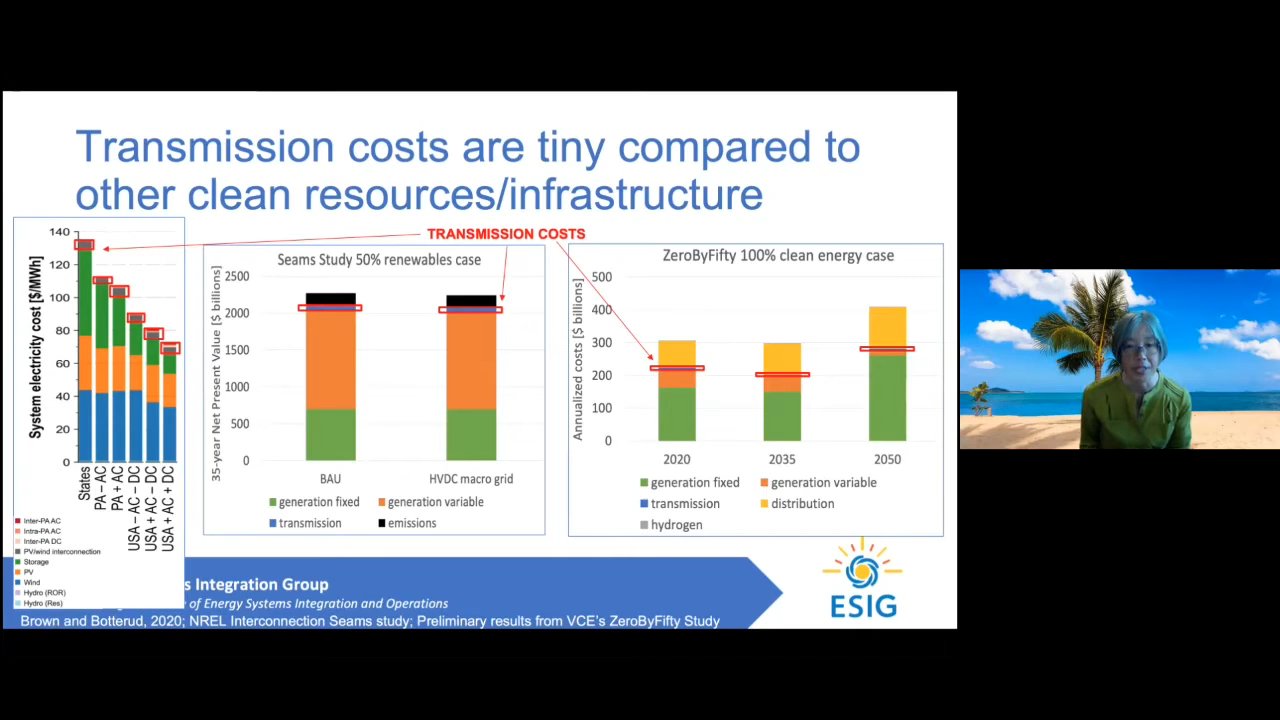 Transmission costs are tiny compared to
other clean resources/infrastructure
TRANSMISSION COSTS
System electricity cost [$/MWh]
140
120
100
80
60
40
20
0
States
PA – AC
PA + AC
USA – AC – DC
USA + AC – DC
USA + AC + DC
Inter-PA AC
Intra-PA AC
Inter-PA DC
PV/wind interconnection
Storage
PV
Wind
Hydro (ROR)
Hydro (Res)
Seams Study 50% renewables case
35-year Net Present Value [$ billions]
2500
2000
1500
1000
500
0
BAU
HVDC macro grid
generation fixed
generation variable
transmission
emissions
ZeroByFifty 100% clean energy case
Annualized costs [$ billions]
500
400
300
200
100
0
2020
2035
2050
generation fixed
generation variable
transmission
distribution
hydrogen
s Integration Group
of Energy Systems Integration and Operations
Brown and Botterud, 2020; NREL Interconnection Seams study; Preliminary results from VCE's ZeroByFifty Study
ESIG